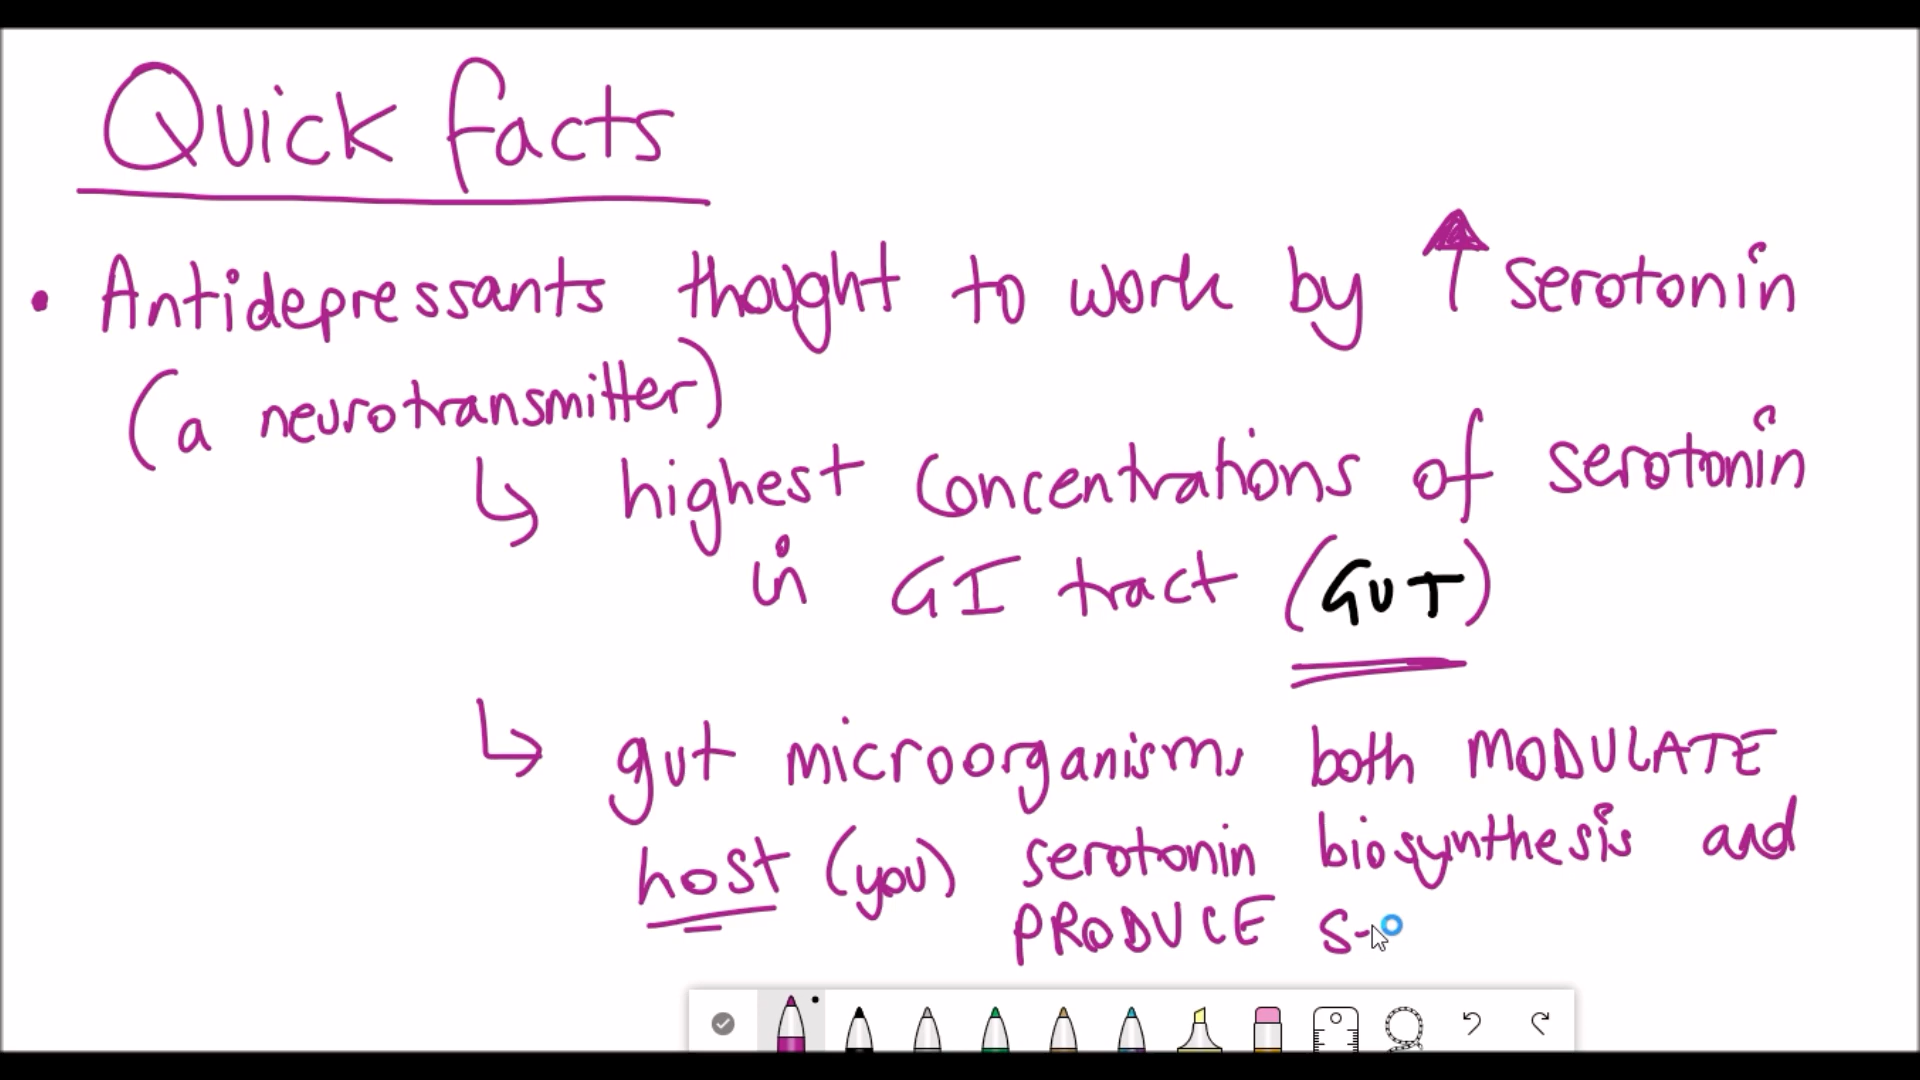 Quick facts
• Antidepressants thought to work by ↑ serotonin
(a neurotransmitter)
↳ highest concentrations of serotonin
in GI tract (GUT)
↳ gut microorganisms both MODULATE
host (you) serotonin biosynthesis and
PRODUCE S